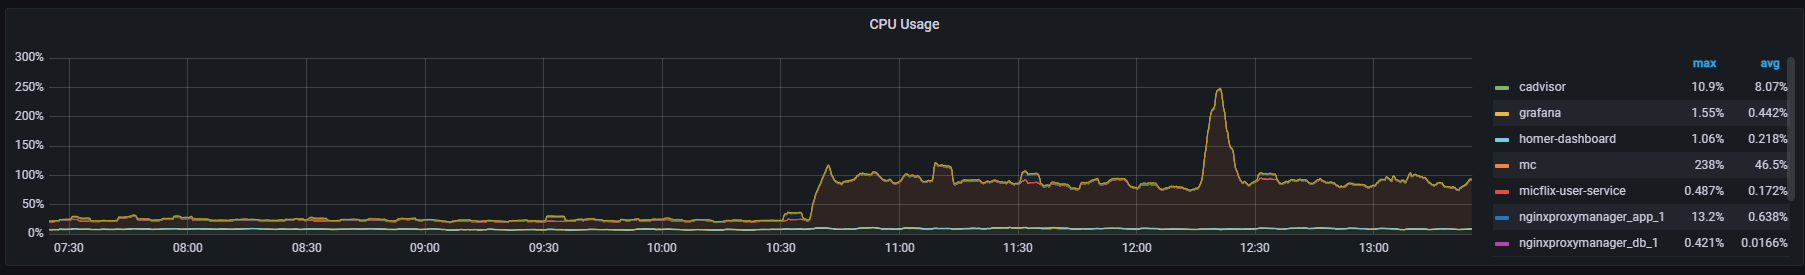 CPU Usage
300%
250%
200%
150%
100%
50%
0%
07:30 08:00 08:30 09:00 09:30 10:00 10:30 11:00 11:30 12:00 12:30 13:00
max avg
cadvisor 10.9% 8.07%
grafana 1.55% 0.442%
homer-dashboard 1.06% 0.218%
mc 238% 46.5%
micflix-user-service 0.487% 0.172%
nginxproxymanager_app_1 13.2% 0.638%
nginxproxymanager_db_1 0.421% 0.0166%